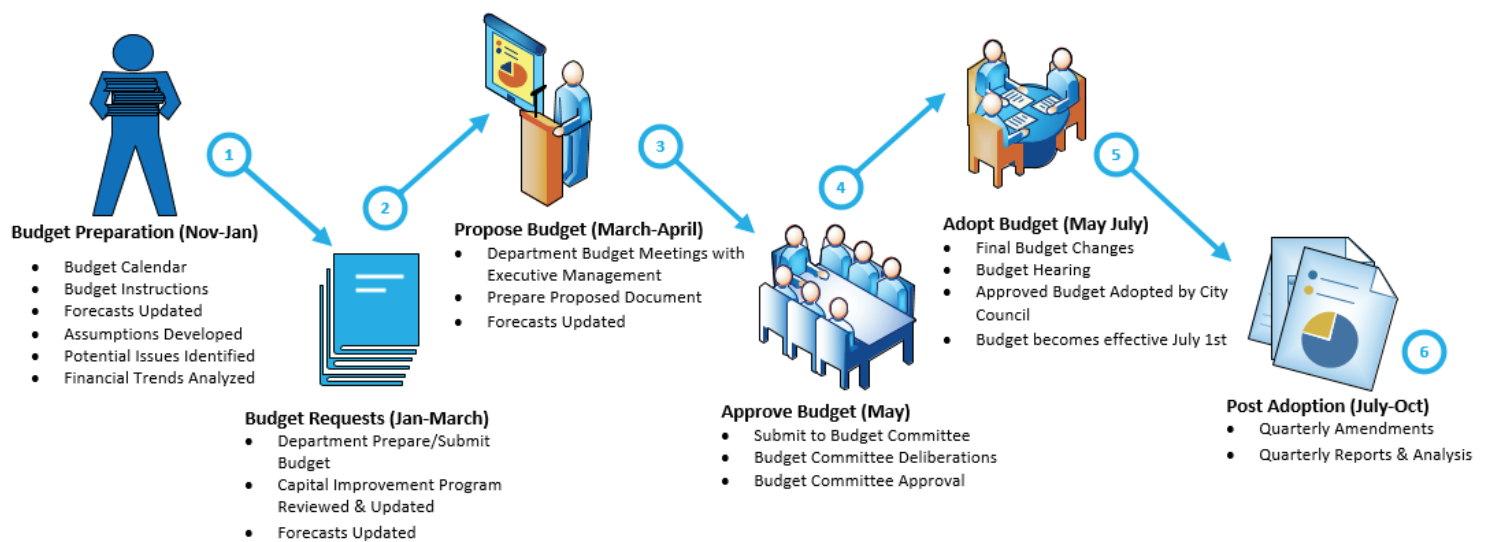 1
Budget Preparation (Nov-Jan)
• Budget Calendar
• Budget Instructions
• Forecasts Updated
• Assumptions Developed
• Potential Issues Identified
• Financial Trends Analyzed
2
Budget Requests (Jan-March)
• Department Prepare/Submit
Budget
• Capital Improvement Program
Reviewed & Updated
• Forecasts Updated
3
Propose Budget (March-April)
• Department Budget Meetings with
Executive Management
• Prepare Proposed Document
• Forecasts Updated
4
Approve Budget (May)
• Submit to Budget Committee
• Budget Committee Deliberations
• Budget Committee Approval
5
Adopt Budget (May July)
• Final Budget Changes
• Budget Hearing
• Approved Budget Adopted by City
Council
• Budget becomes effective July 1st
6
Post Adoption (July-Oct)
• Quarterly Amendments
• Quarterly Reports & Analysis